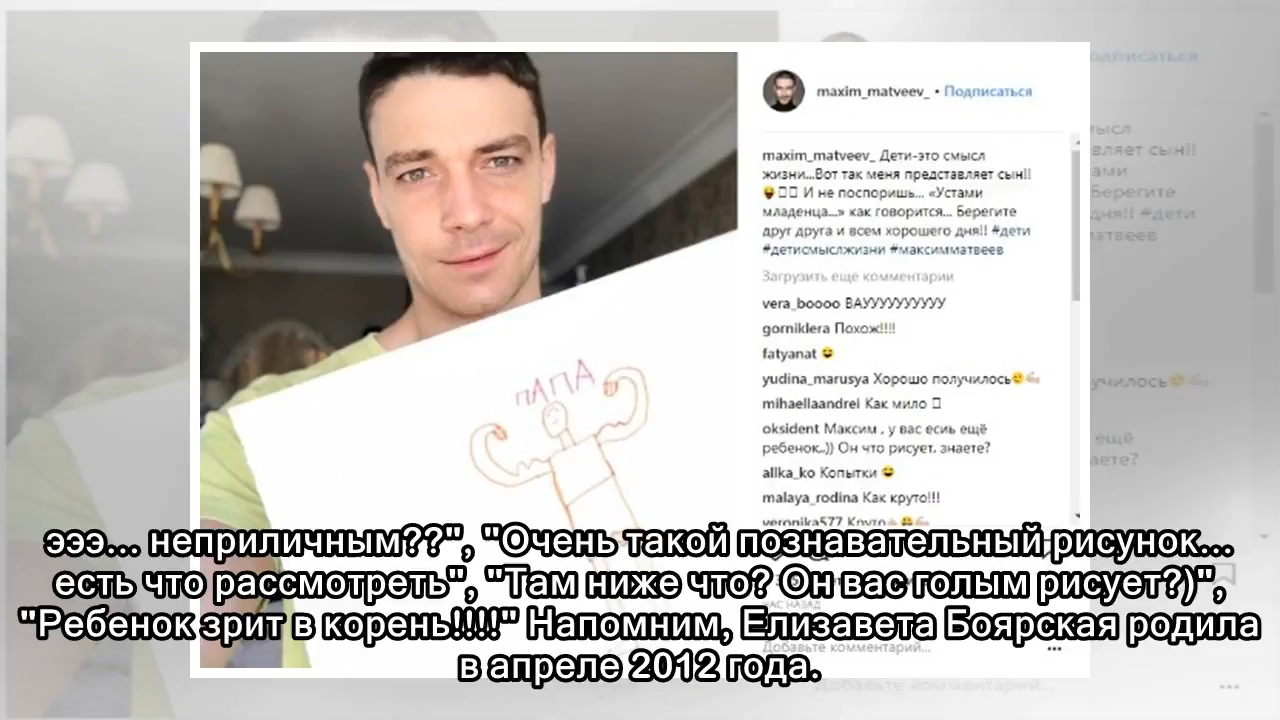 maxim_matveev_ • Подписаться
maxim_matveev_ Дети-это смысл
жизни...Вот так меня представляет сын!!
И не поспоришь... «Устами
младенца...» как говорится... Берегите
друг друга и всем хорошего дня!! #дети
#детисмыслжизни #максимматвеев
Загрузить еще комментарии
vera_boooo ВАУУУУУУУУУУ
gorniklera Похож!!!!
fatyanat
yudina_marusya Хорошо получилось
mihaellaandrei Как мило
oksident Максим , у вас есиь ещё
ребенок..)) Он что рисует, знаете?
allka_ko Копытки
malaya_rodina Как круто!!!
veronika577 Круто
ПАПА
эээ... неприличным??", "Очень такой познавательный рисунок...
есть что рассмотреть", "Там ниже что? Он вас голым рисует?)",
"Ребенок зрит в корень!!!!" Напомним, Елизавета Боярская родила
в апреле 2012 года.
Добавьте комментарий...